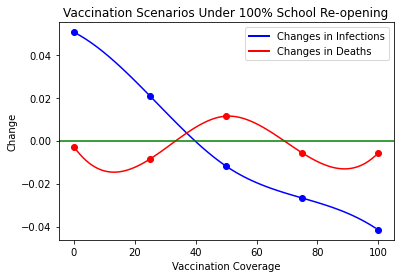 Vaccination Scenarios Under 100% School Re-opening
Changes in Infections
Changes in Deaths
0.04
0.02
0.00
−0.02
−0.04
Change
0 20 40 60 80 100
Vaccination Coverage